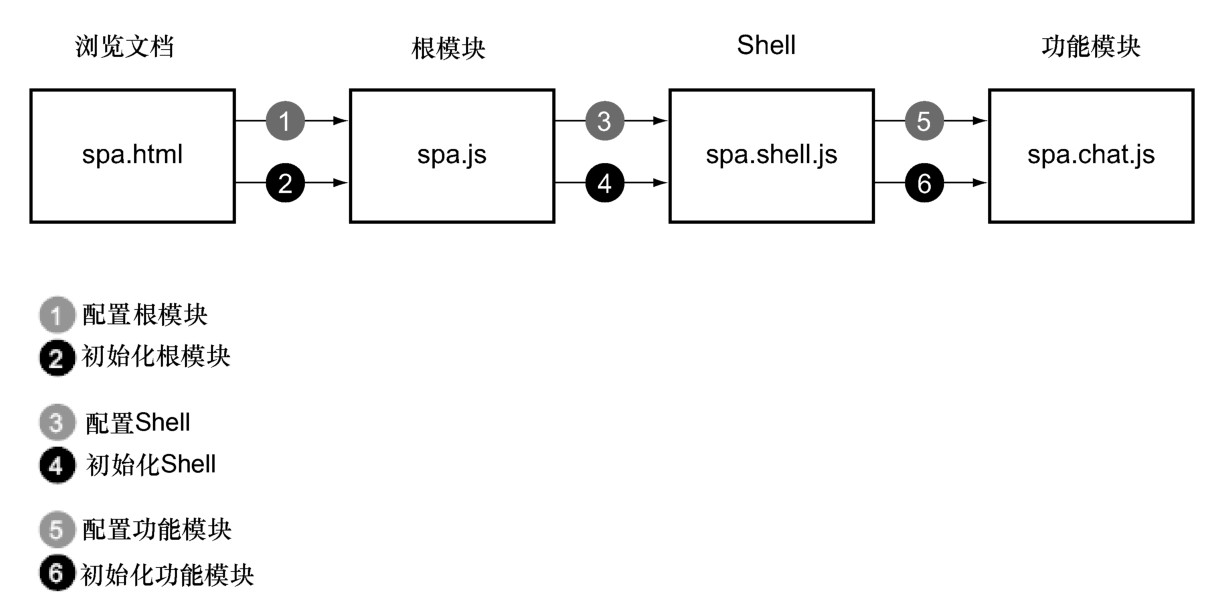 浏览文档 根模块 Shell 功能模块
spa.html 1 spa.js 3 spa.shell.js 5 spa.chat.js
2 4 6
1 配置根模块
2 初始化根模块
3 配置Shell
4 初始化Shell
5 配置功能模块
6 初始化功能模块